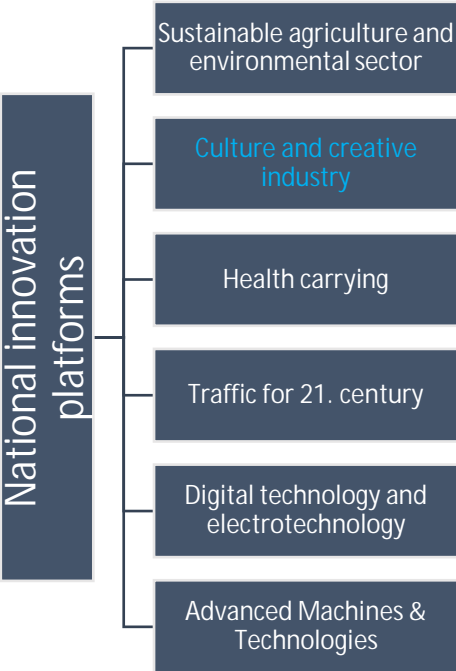 National innovation
platforms
Sustainable agriculture and
environmental sector
Culture and creative
industry
Health carrying
Traffic for 21. century
Digital technology and
electrotechnology
Advanced Machines &
Technologies